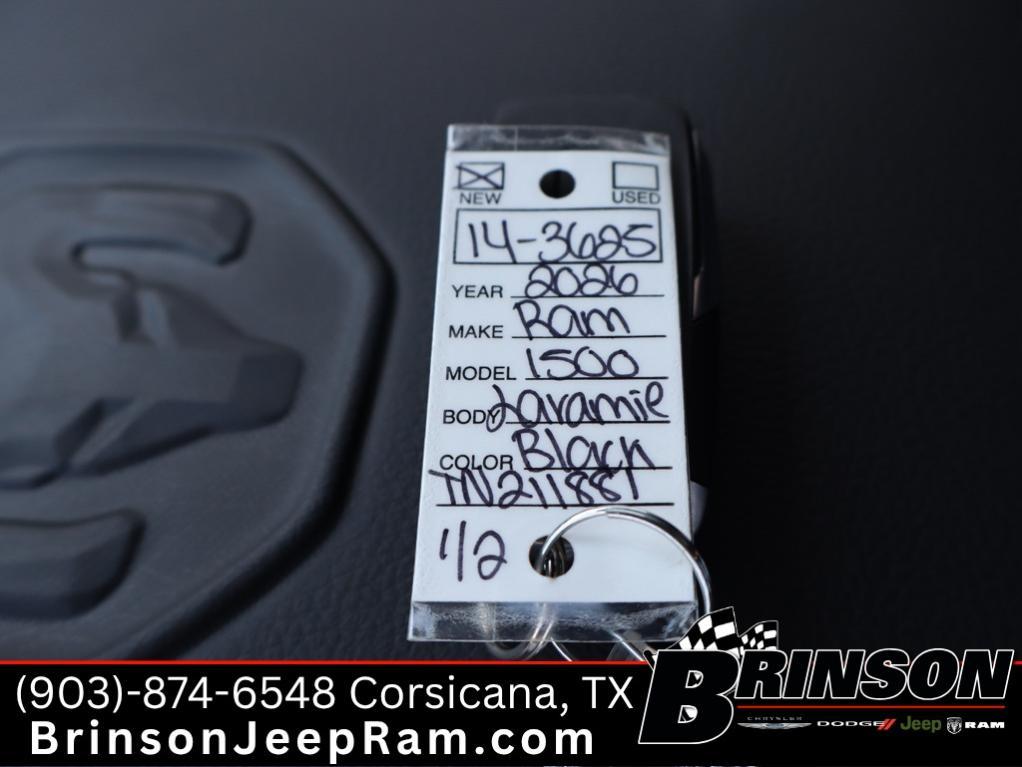 NEW USED
14-3625
YEAR 2026
MAKE Ram
MODEL 1500
BODY Laramie
COLOR Black
TN211881
1/2
(903)-874-6548 Corsicana, TX
BrinsonJeepRam.com
BRINSON
CHRYSLER DODGE Jeep RAM